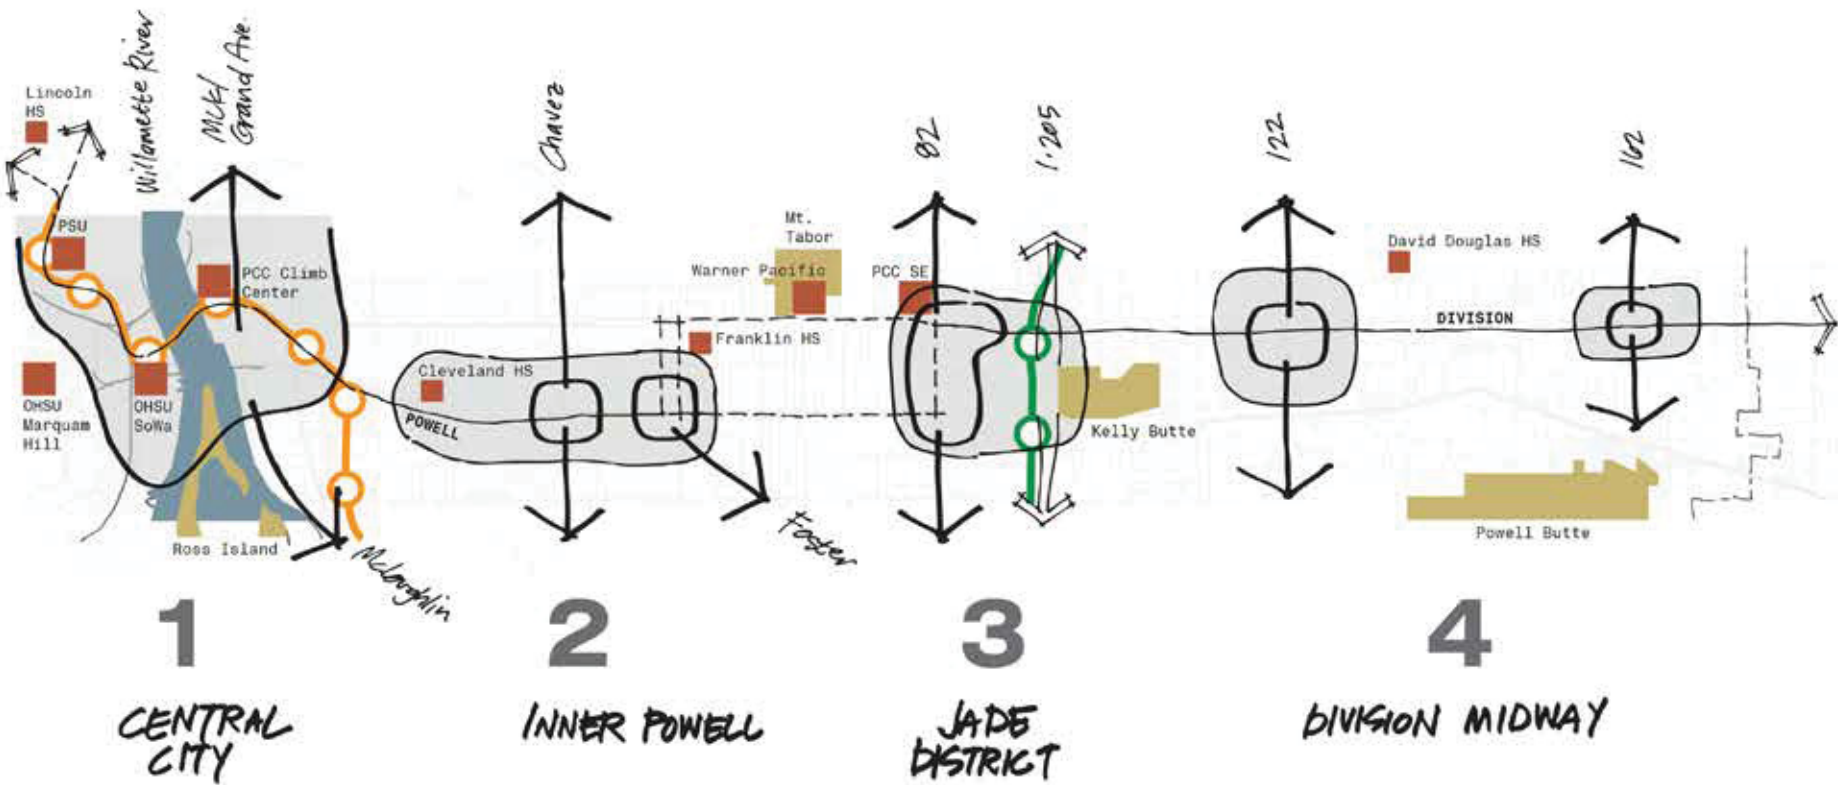 Lincoln
HS
Willamette River
MLK/
Grand Ave.
Chavez
82
I-205
122
162
PSU
PCC Climb
Center
OHSU
Marquam
Hill
OHSU
SoWa
Ross Island
McLoughlin
Cleveland HS
POWELL
Mt.
Tabor
Warner Pacific
Franklin HS
Foster
PCC SE
Kelly Butte
David Douglas HS
DIVISION
Powell Butte
1
CENTRAL
CITY
2
INNER POWELL
3
JADE
DISTRICT
4
DIVISION MIDWAY